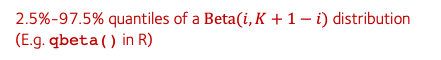 2.5%-97.5% quantiles of a Beta(i, K + 1 − i) distribution
(E.g. qbeta() in R)